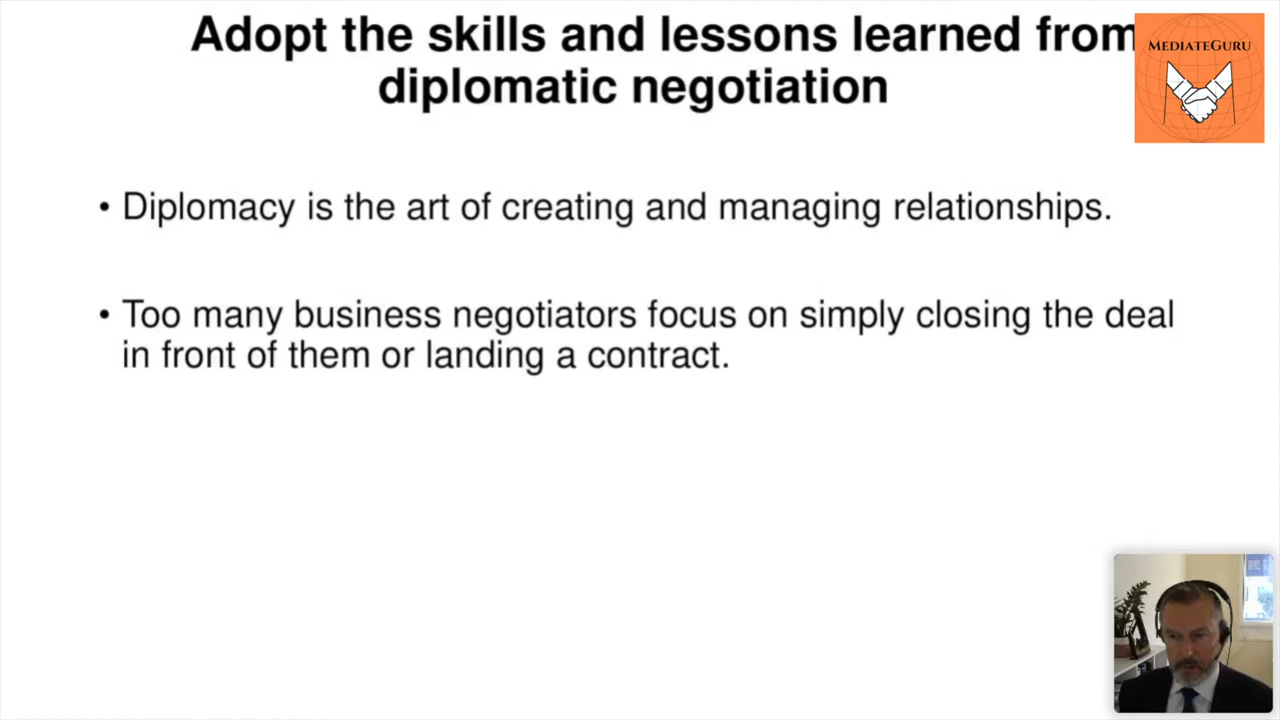 Adopt the skills and lessons learned from
diplomatic negotiation
MEDIATEGURU
• Diplomacy is the art of creating and managing relationships.
• Too many business negotiators focus on simply closing the deal
in front of them or landing a contract.